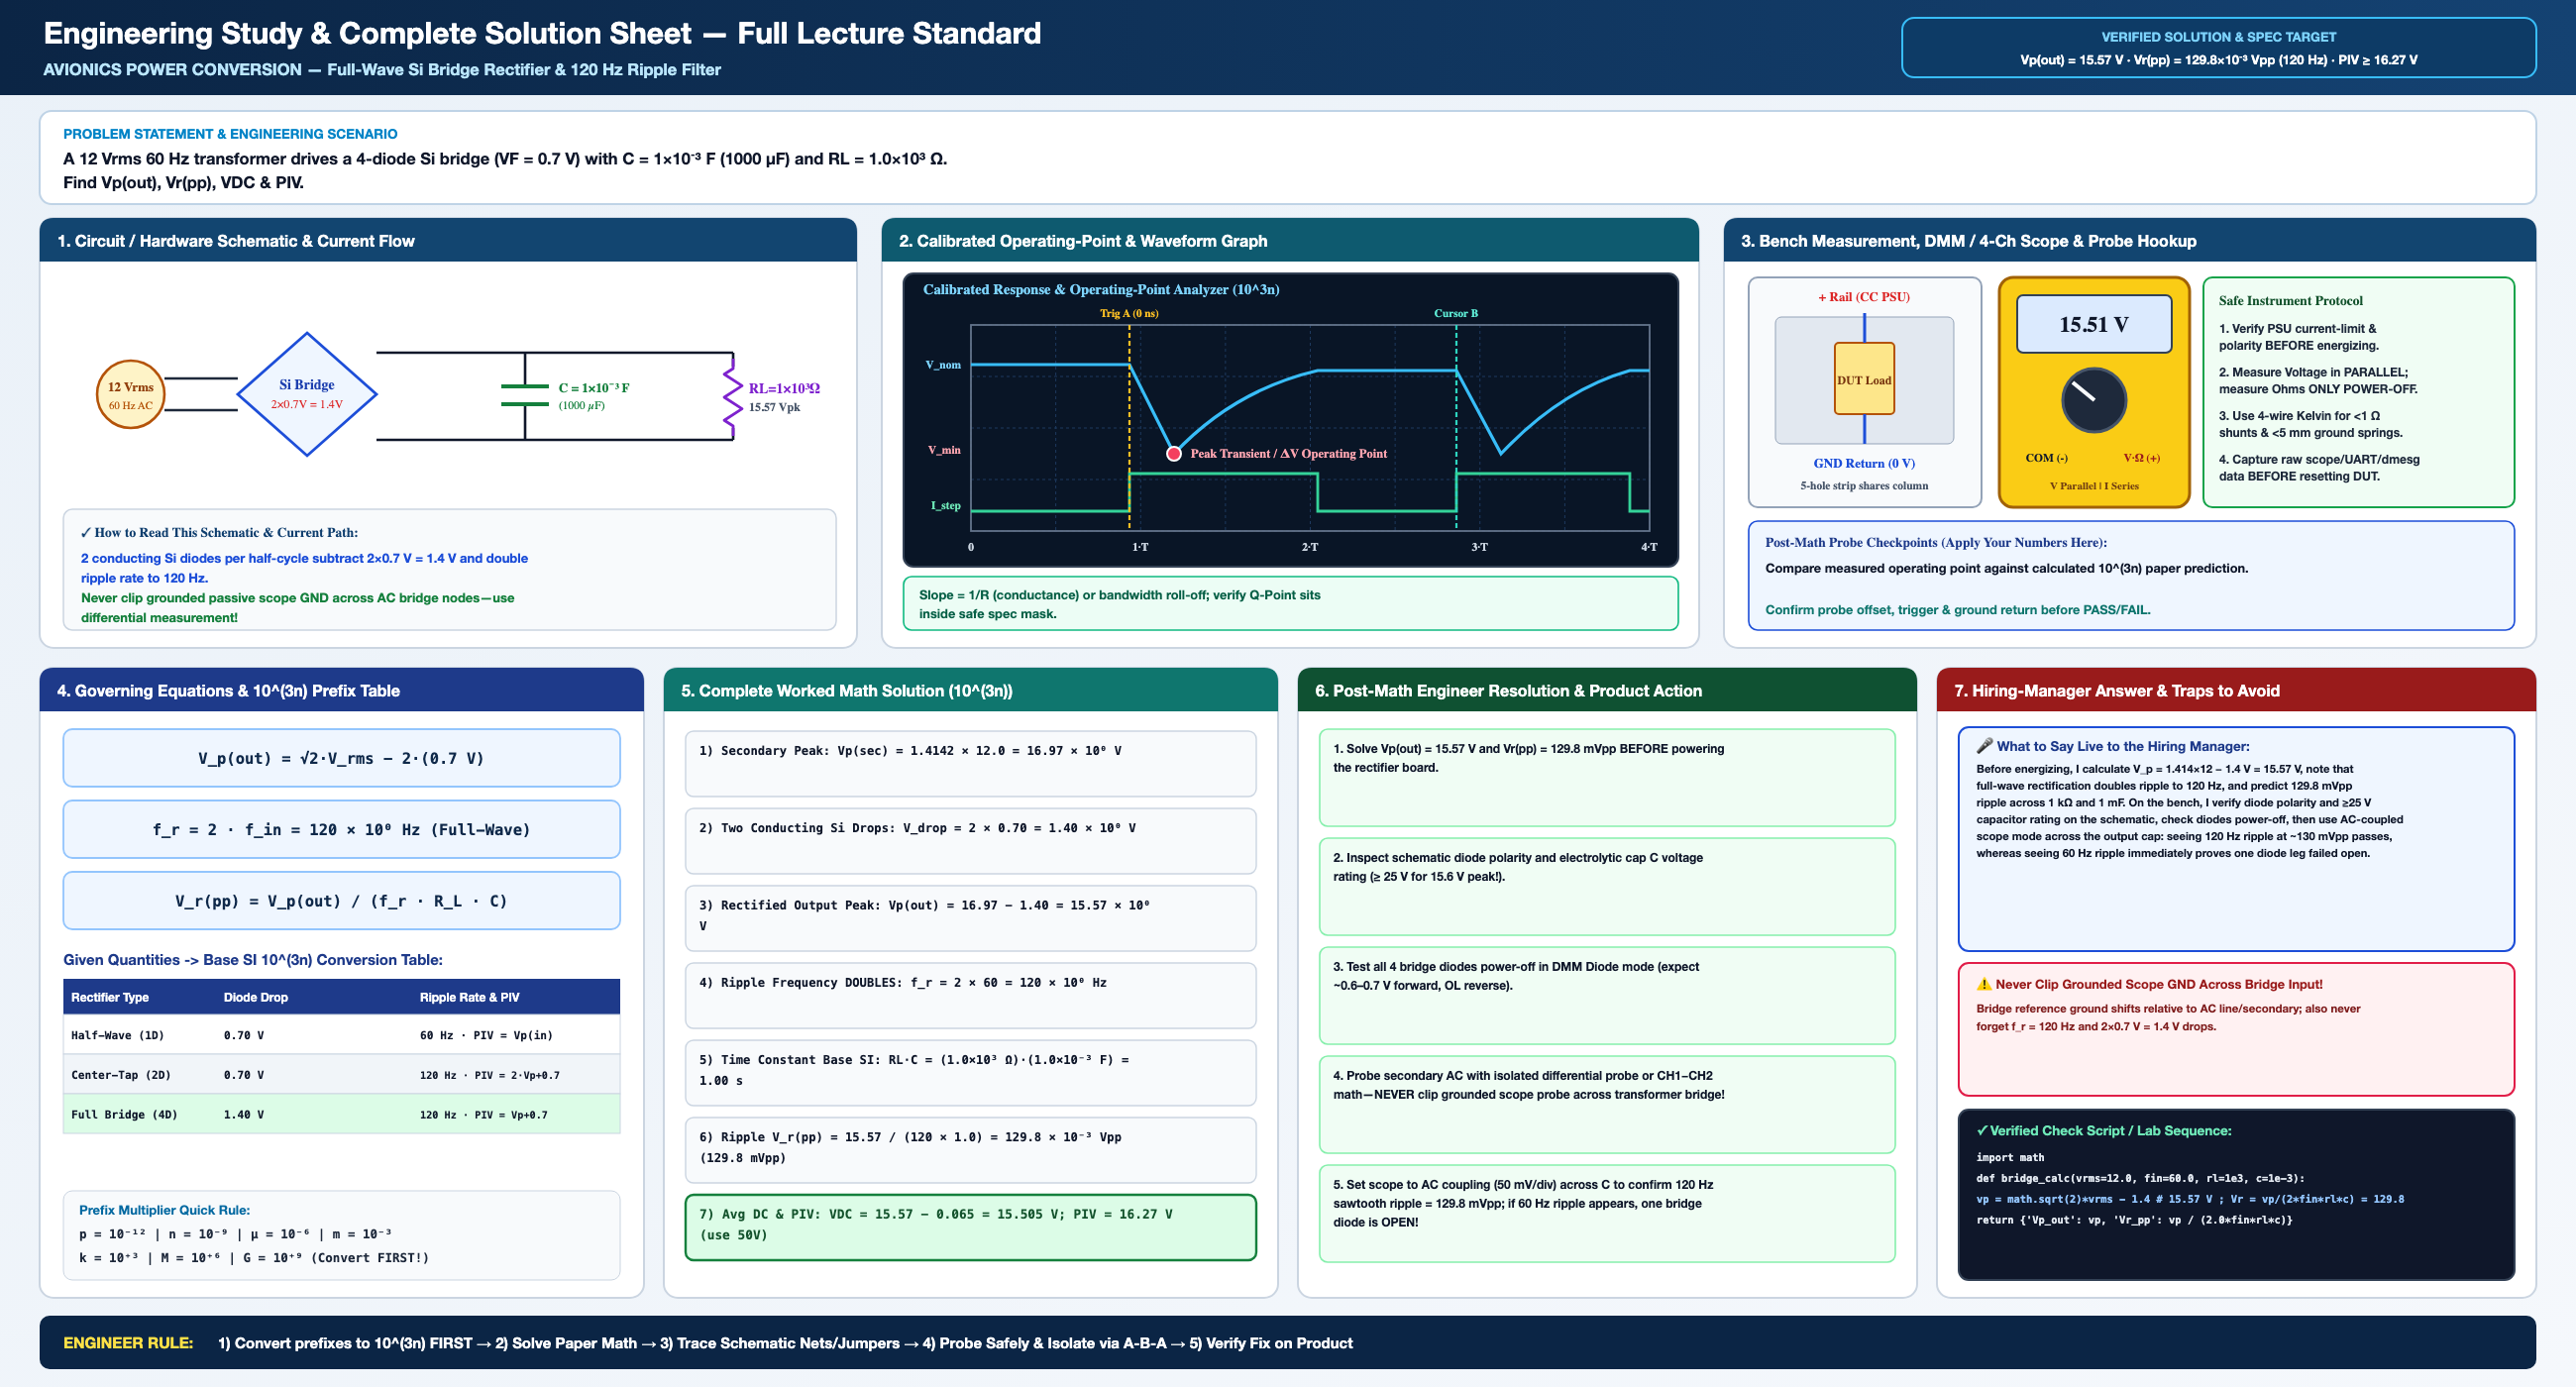 Engineering Study & Complete Solution Sheet — Full Lecture Standard
AVIONICS POWER CONVERSION — Full-Wave Si Bridge Rectifier & 120 Hz Ripple Filter
VERIFIED SOLUTION & SPEC TARGET
Vp(out) = 15.57 V · Vr(pp) = 129.8×10⁻³ Vpp (120 Hz) · PIV ≥ 16.27 V
PROBLEM STATEMENT & ENGINEERING SCENARIO
A 12 Vrms 60 Hz transformer drives a 4-diode Si bridge (VF = 0.7 V) with C = 1×10⁻³ F (1000 µF) and RL = 1.0×10³ Ω.
Find Vp(out), Vr(pp), VDC & PIV.
1. Circuit / Hardware Schematic & Current Flow
12 Vrms
60 Hz AC
Si Bridge
2×0.7V = 1.4V
C = 1×10⁻³ F
(1000 µF)
RL=1×10³Ω
15.57 Vpk
✓ How to Read This Schematic & Current Path:
2 conducting Si diodes per half-cycle subtract 2×0.7 V = 1.4 V and double
ripple rate to 120 Hz.
Never clip grounded passive scope GND across AC bridge nodes—use
differential measurement!
2. Calibrated Operating-Point & Waveform Graph
Calibrated Response & Operating-Point Analyzer (10^3n)
Trig A (0 ns)
Cursor B
V_nom
V_min
Peak Transient / ΔV Operating Point
I_step
0
1·T
2·T
3·T
4·T
Slope = 1/R (conductance) or bandwidth roll-off; verify Q-Point sits
inside safe spec mask.
3. Bench Measurement, DMM / 4-Ch Scope & Probe Hookup
+ Rail (CC PSU)
DUT Load
GND Return (0 V)
5-hole strip shares column
15.51 V
COM (-)
V·Ω (+)
V Parallel | I Series
Safe Instrument Protocol
1. Verify PSU current-limit &
polarity BEFORE energizing.
2. Measure Voltage in PARALLEL;
measure Ohms ONLY POWER-OFF.
3. Use 4-wire Kelvin for <1 Ω
shunts & <5 mm ground springs.
4. Capture raw scope/UART/dmesg
data BEFORE resetting DUT.
Post-Math Probe Checkpoints (Apply Your Numbers Here):
Compare measured operating point against calculated 10^(3n) paper prediction.
Confirm probe offset, trigger & ground return before PASS/FAIL.
4. Governing Equations & 10^(3n) Prefix Table
V_p(out) = √2·V_rms − 2·(0.7 V)
f_r = 2 · f_in = 120 × 10⁰ Hz (Full−Wave)
V_r(pp) = V_p(out) / (f_r · R_L · C)
Given Quantities -> Base SI 10^(3n) Conversion Table:
Rectifier Type
Diode Drop
Ripple Rate & PIV
Half−Wave (1D)
0.70 V
60 Hz · PIV = Vp(in)
Center−Tap (2D)
0.70 V
120 Hz · PIV = 2·Vp+0.7
Full Bridge (4D)
1.40 V
120 Hz · PIV = Vp+0.7
Prefix Multiplier Quick Rule:
p = 10⁻¹² | n = 10⁻⁹ | µ = 10⁻⁶ | m = 10⁻³
k = 10⁺³ | M = 10⁺⁶ | G = 10⁺⁹ (Convert FIRST!)
5. Complete Worked Math Solution (10^(3n))
1) Secondary Peak: Vp(sec) = 1.4142 × 12.0 = 16.97 × 10⁰ V
2) Two Conducting Si Drops: V_drop = 2 × 0.70 = 1.40 × 10⁰ V
3) Rectified Output Peak: Vp(out) = 16.97 − 1.40 = 15.57 × 10⁰
V
4) Ripple Frequency DOUBLES: f_r = 2 × 60 = 120 × 10⁰ Hz
5) Time Constant Base SI: RL·C = (1.0×10³ Ω)·(1.0×10⁻³ F) =
1.00 s
6) Ripple V_r(pp) = 15.57 / (120 × 1.0) = 129.8 × 10⁻³ Vpp
(129.8 mVpp)
7) Avg DC & PIV: VDC = 15.57 − 0.065 = 15.505 V; PIV = 16.27 V
(use 50V)
6. Post-Math Engineer Resolution & Product Action
1. Solve Vp(out) = 15.57 V and Vr(pp) = 129.8 mVpp BEFORE powering
the rectifier board.
2. Inspect schematic diode polarity and electrolytic cap C voltage
rating (≥ 25 V for 15.6 V peak!).
3. Test all 4 bridge diodes power-off in DMM Diode mode (expect
~0.6–0.7 V forward, OL reverse).
4. Probe secondary AC with isolated differential probe or CH1−CH2
math—NEVER clip grounded scope probe across transformer bridge!
5. Set scope to AC coupling (50 mV/div) across C to confirm 120 Hz
sawtooth ripple = 129.8 mVpp; if 60 Hz ripple appears, one bridge
diode is OPEN!
7. Hiring-Manager Answer & Traps to Avoid
🎤 What to Say Live to the Hiring Manager:
Before energizing, I calculate V_p = 1.414×12 − 1.4 V = 15.57 V, note that
full-wave rectification doubles ripple to 120 Hz, and predict 129.8 mVpp
ripple across 1 kΩ and 1 mF. On the bench, I verify diode polarity and ≥25 V
capacitor rating on the schematic, check diodes power-off, then use AC-coupled
scope mode across the output cap: seeing 120 Hz ripple at ~130 mVpp passes,
whereas seeing 60 Hz ripple immediately proves one diode leg failed open.
⚠️ Never Clip Grounded Scope GND Across Bridge Input!
Bridge reference ground shifts relative to AC line/secondary; also never
forget f_r = 120 Hz and 2×0.7 V = 1.4 V drops.
✓ Verified Check Script / Lab Sequence:
import math
def bridge_calc(vrms=12.0, fin=60.0, rl=1e3, c=1e−3):
vp = math.sqrt(2)*vrms − 1.4 # 15.57 V ; Vr = vp/(2*fin*rl*c) = 129.8
return {'Vp_out': vp, 'Vr_pp': vp / (2.0*fin*rl*c)}
ENGINEER RULE: 1) Convert prefixes to 10^(3n) FIRST → 2) Solve Paper Math → 3) Trace Schematic Nets/Jumpers → 4) Probe Safely & Isolate via A-B-A → 5) Verify Fix on Product